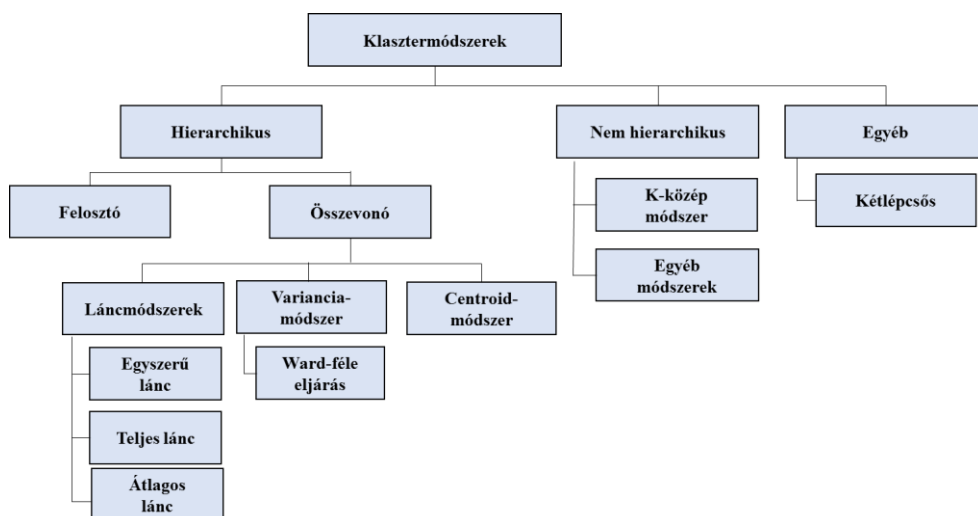 Klasztermódszerek
Hierarchikus
Nem hierarchikus
Egyéb
Felosztó
Összevonó
K-közép
módszer
Kétlépcsős
Egyéb
módszerek
Láncmódszerek
Variancia-
módszer
Centroid-
módszer
Egyszerű
lánc
Ward-féle
eljárás
Teljes lánc
Átlagos
lánc